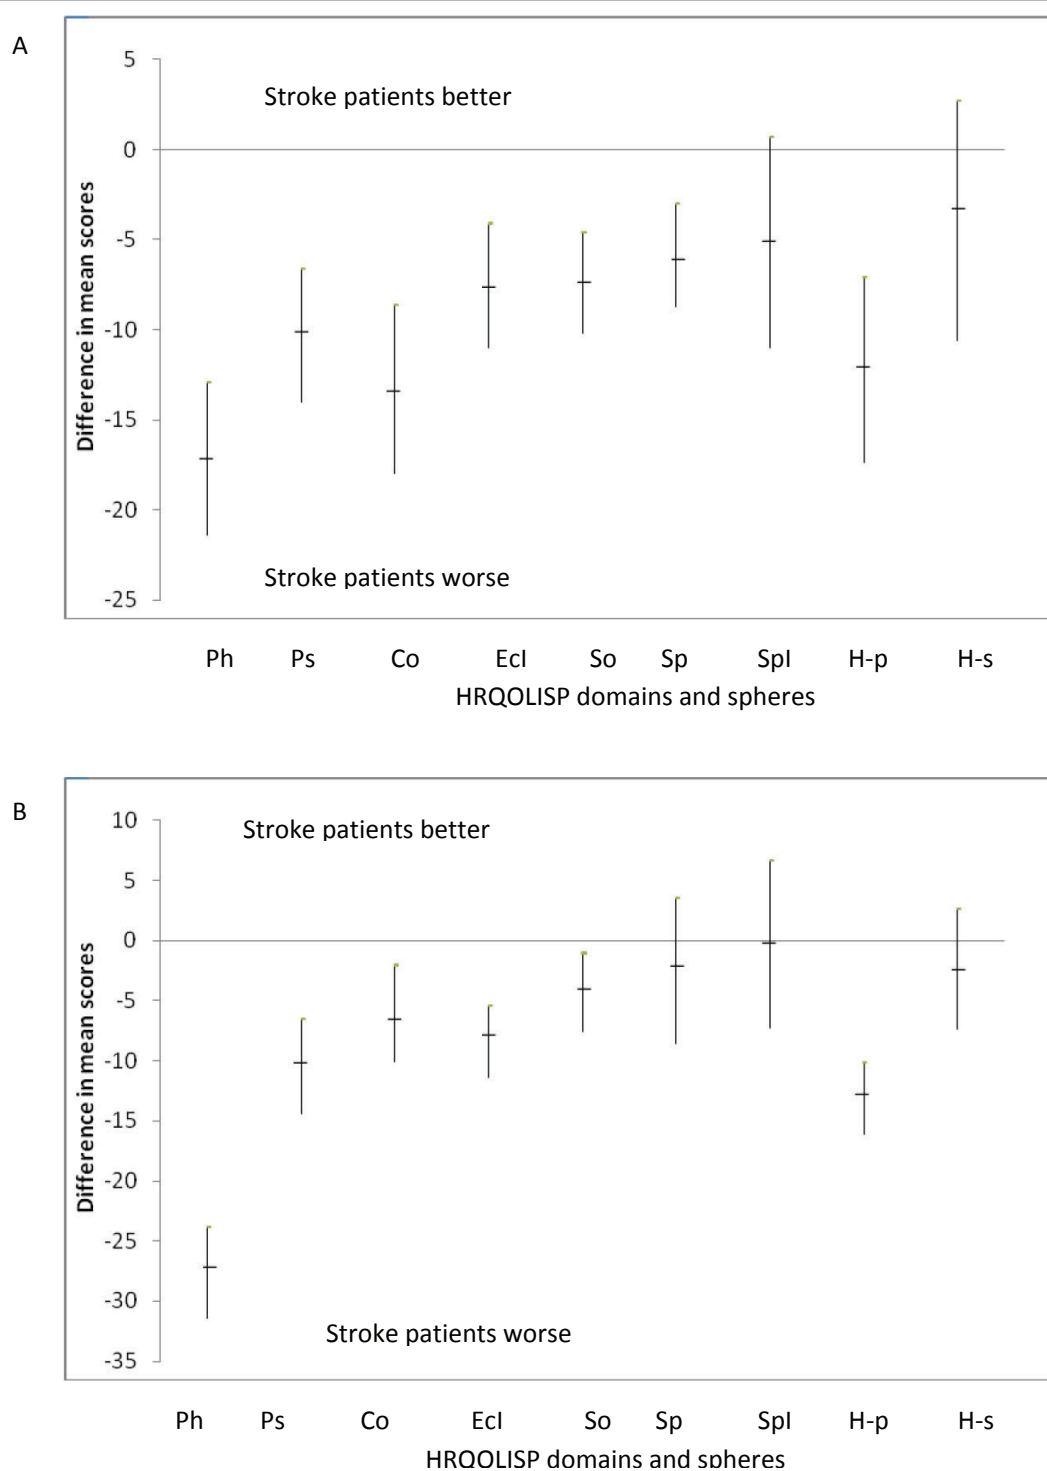 A
5
Stroke patients better
0
-5
-10
-15
-20
Stroke patients worse
-25
Difference in mean scores
Ph Ps Co EcI So Sp SpI H-p H-s
HRQOLISP domains and spheres
B
10
Stroke patients better
5
0
-5
-10
-15
-20
-25
-30
Stroke patients worse
-35
Difference in mean scores
Ph Ps Co EcI So Sp SpI H-p H-s
HRQOLISP domains and spheres